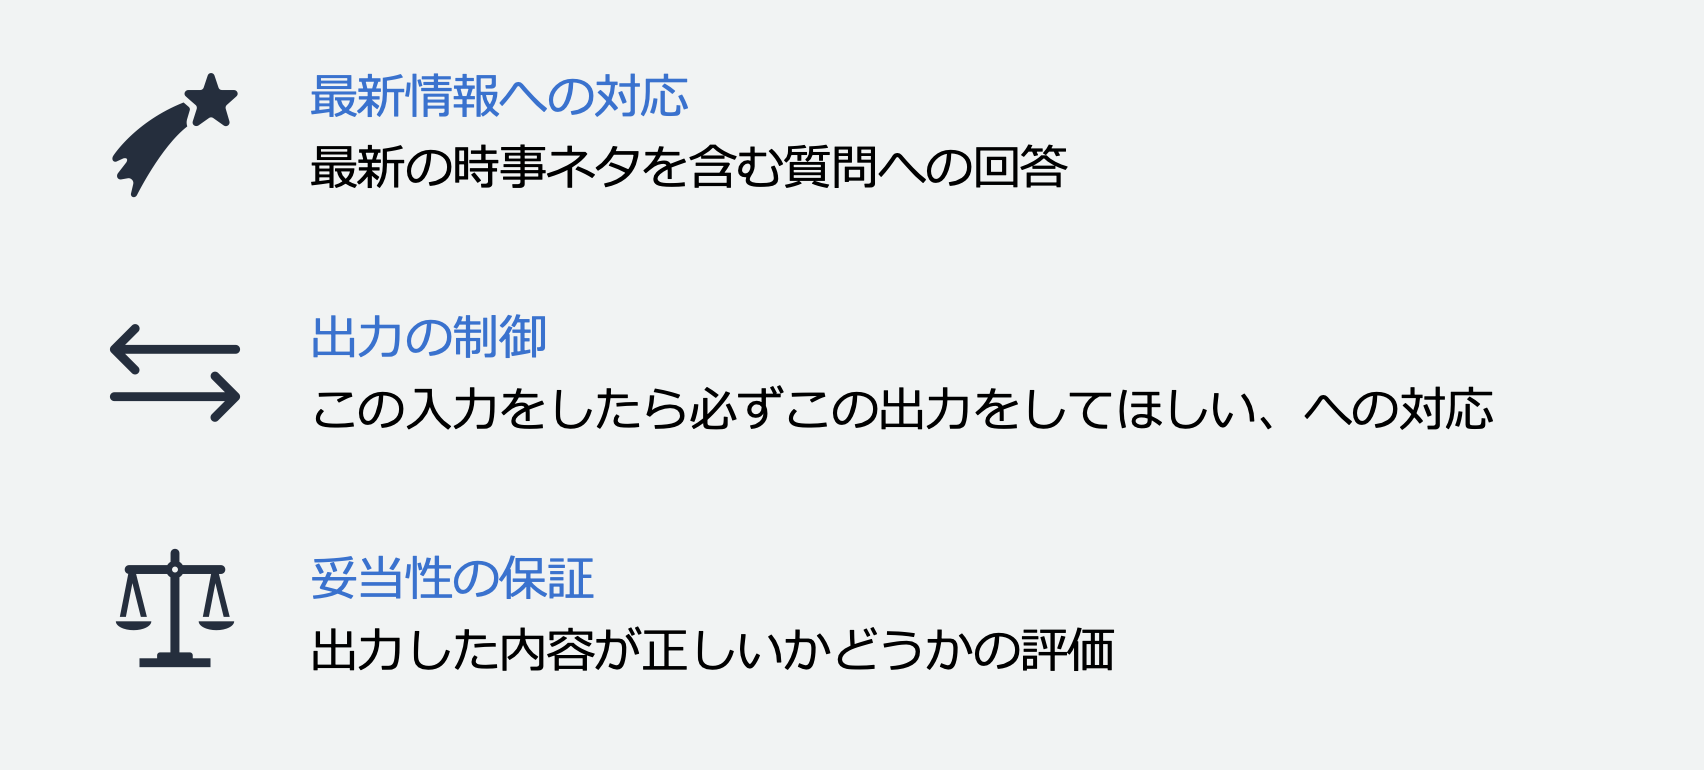 最新情報への対応
最新の時事ネタを含む質問への回答
出力の制御
この入力をしたら必ずこの出力をしてほしい、への対応
妥当性の保証
出力した内容が正しいかどうかの評価